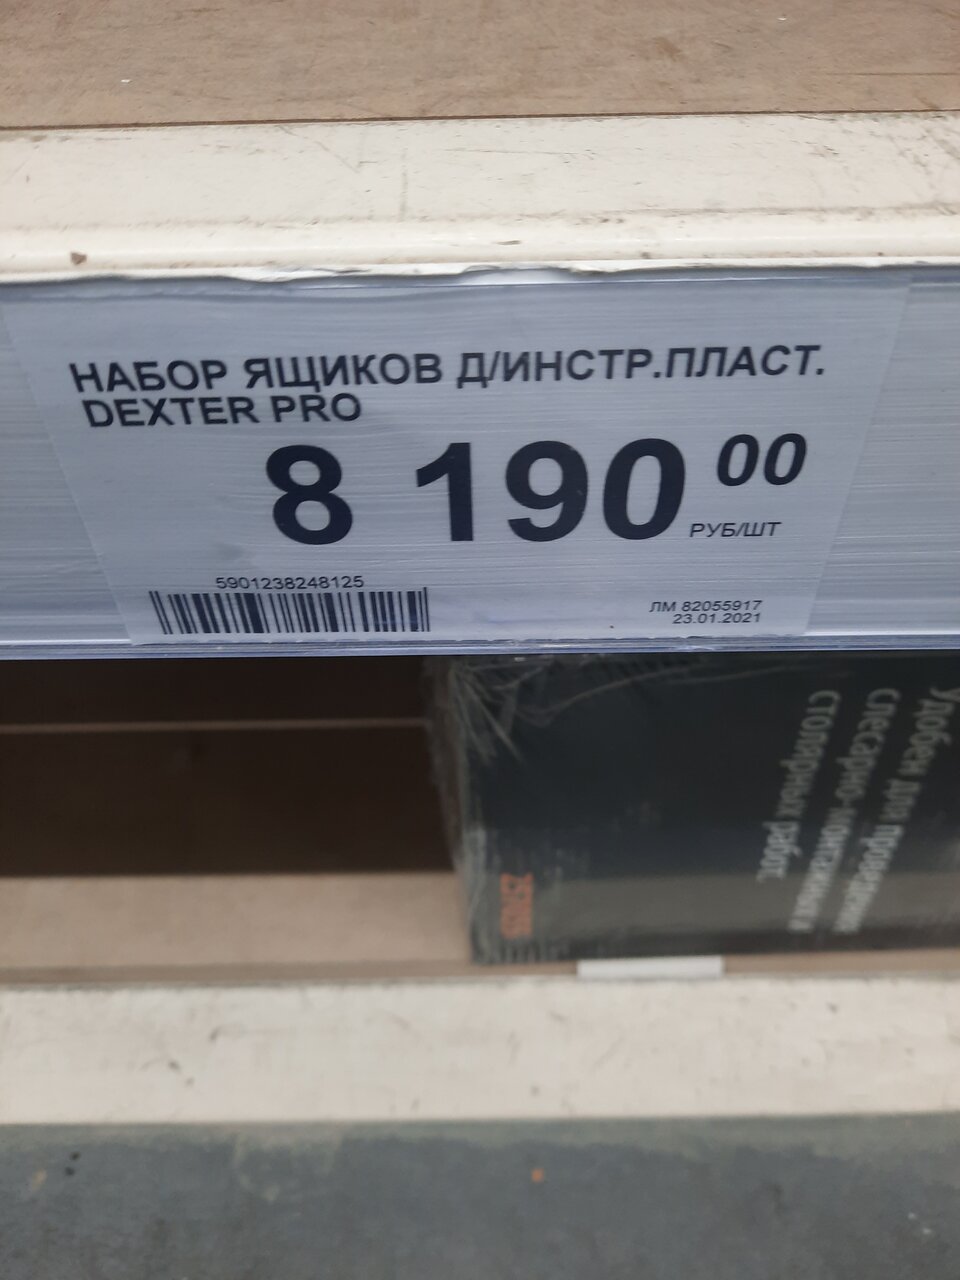 НАБОР ЯЩИКОВ Д/ИНСТР.ПЛАСТ.
DEXTER PRO
8 190 00
РУБ/ШТ
5901238248125
ЛМ 82055917
23.01.2021
Удобен для проведения
Слесарно-монтажных и
столярных работ.